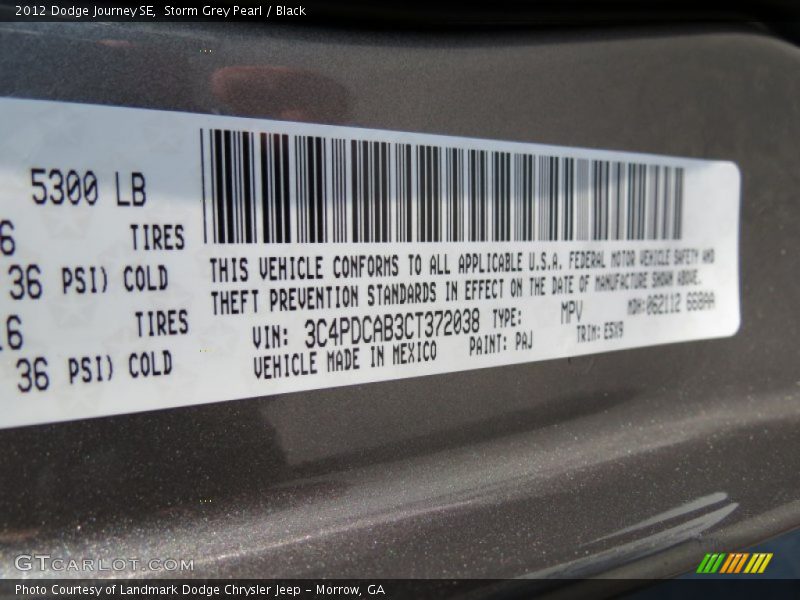 2012 Dodge Journey SE, Storm Grey Pearl / Black
5300 LB
TIRES
36 PSI) COLD
TIRES
36 PSI) COLD
THIS VEHICLE CONFORMS TO ALL APPLICABLE U.S.A. FEDERAL MOTOR VEHICLE SAFETY AND
THEFT PREVENTION STANDARDS IN EFFECT ON THE DATE OF MANUFACTURE SHOWN ABOVE.
VIN: 3C4PDCAB3CT372038 TYPE: MPV MDH: 062112
VEHICLE MADE IN MEXICO PAINT: PAJ TRIM: E5X9
GTCARLOT.COM
Photo Courtesy of Landmark Dodge Chrysler Jeep – Morrow, GA